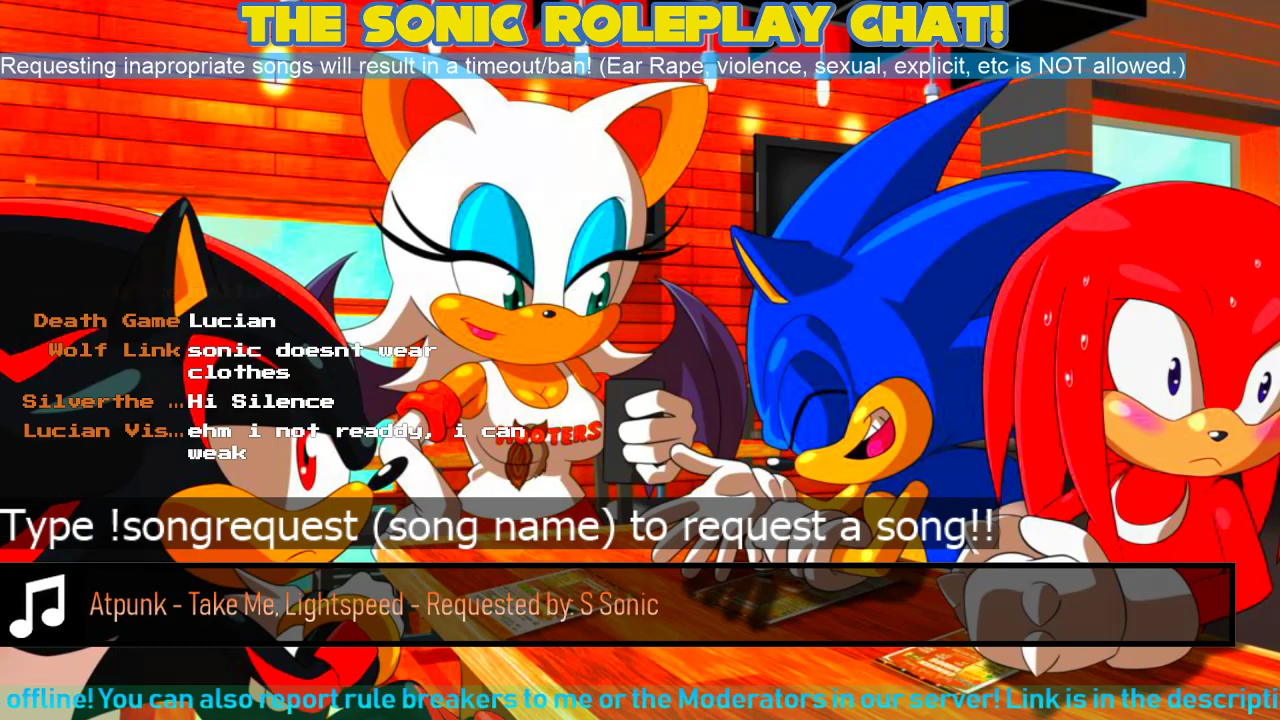 THE SONIC ROLEPLAY CHAT!
Requesting inapropriate songs will result in a timeout/ban! (Ear Rape, violence, sexual, explicit, etc is NOT allowed.)
Death Game Lucian
Wolf Link sonic doesnt wear
clothes
Silverthe ... Hi Silence
Lucian Vis... ehm i not readdy, i can
weak
HOOTERS
Type !songrequest (song name) to request a song!!
Atpunk - Take Me, Lightspeed - Requested by: S Sonic
offline! You can also report rule breakers to me or the Moderators in our server! Link is in the descripti